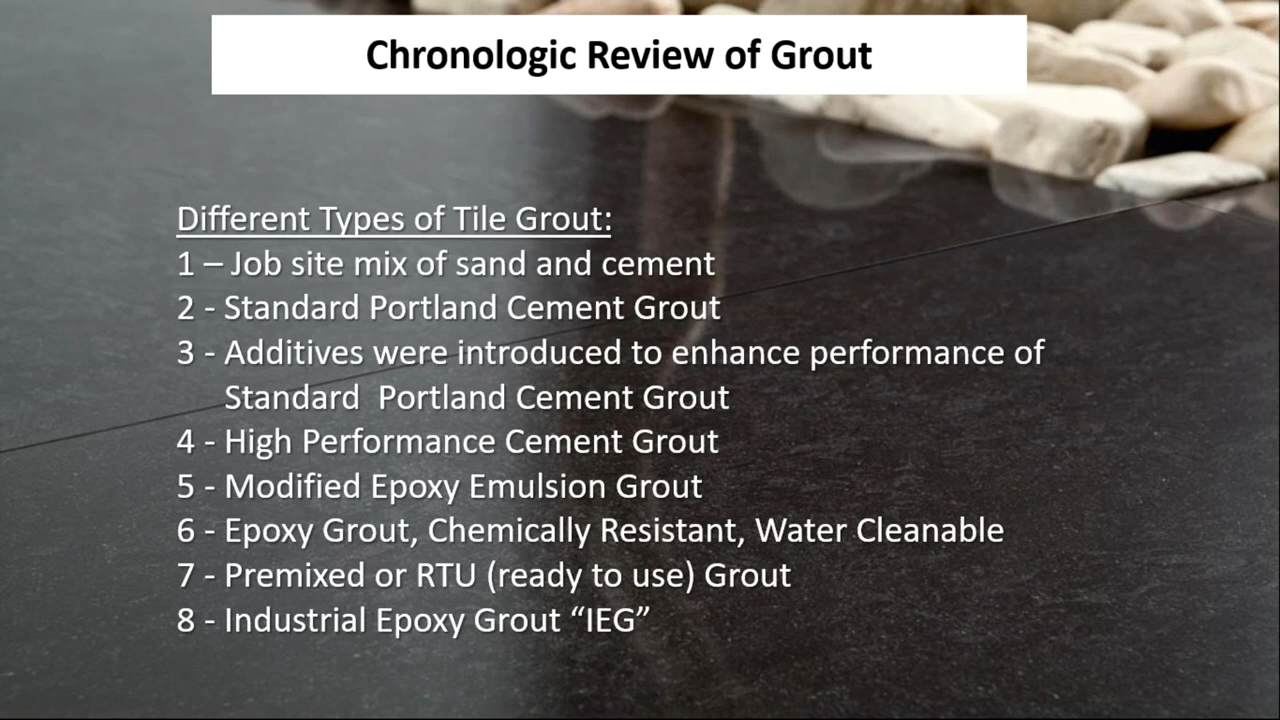 Chronologic Review of Grout
Different Types of Tile Grout:
1 – Job site mix of sand and cement
2 - Standard Portland Cement Grout
3 - Additives were introduced to enhance performance of
Standard  Portland Cement Grout
4 - High Performance Cement Grout
5 - Modified Epoxy Emulsion Grout
6 - Epoxy Grout, Chemically Resistant, Water Cleanable
7 - Premixed or RTU (ready to use) Grout
8 - Industrial Epoxy Grout “IEG”